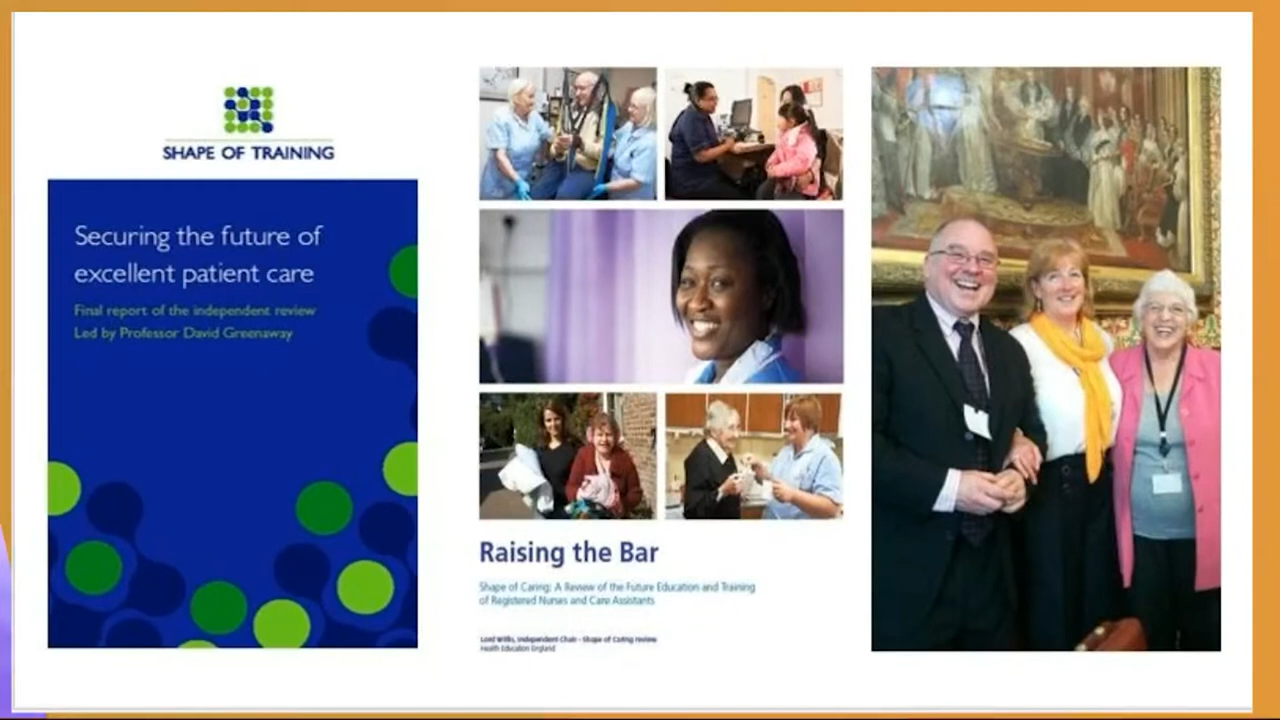 SHAPE OF TRAINING
Securing the future of
excellent patient care
Final report of the independent review
Led by Professor David Greenaway
Raising the Bar
Shape of Caring: A Review of the Future Education and Training
of Registered Nurses and Care Assistants
Lord Willis, Independent Chair - Shape of Caring review
Health Education England